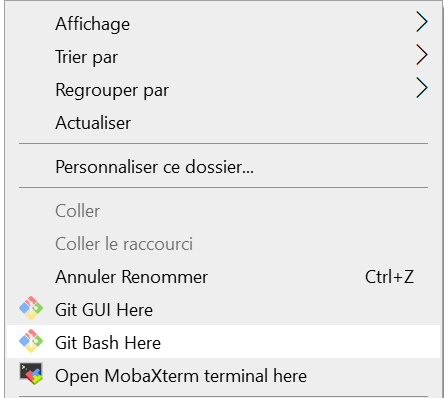 Affichage
Trier par
Regrouper par
Actualiser
Personnaliser ce dossier...
Coller
Coller le raccourci
Annuler Renommer Ctrl+Z
Git GUI Here
Git Bash Here
Open MobaXterm terminal here